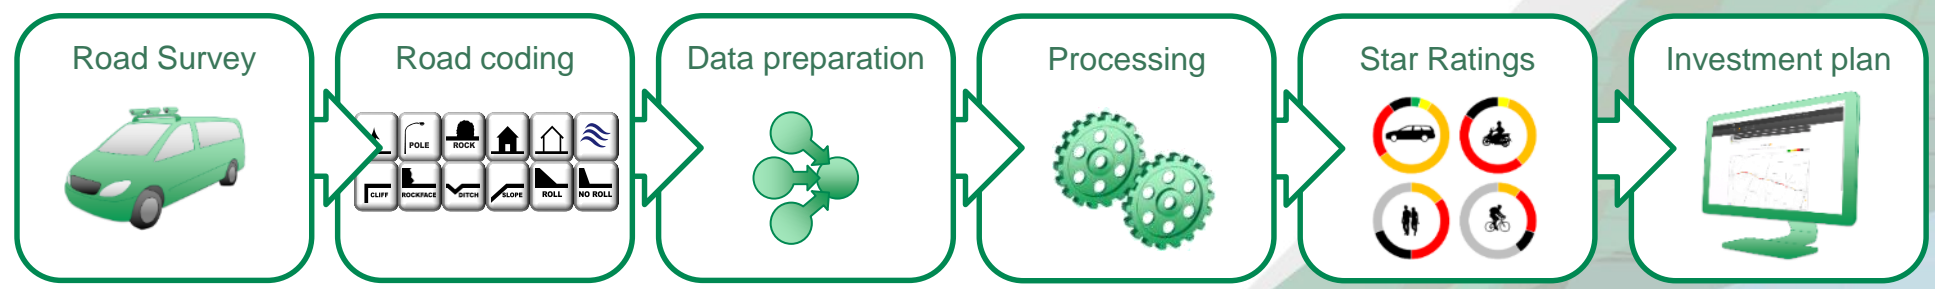 Road Survey
Road coding
Data preparation
Processing
Star Ratings
Investment plan
POLE
ROCK
CLIFF
ROCKFACE
DITCH
SLOPE
ROLL
NO ROLL